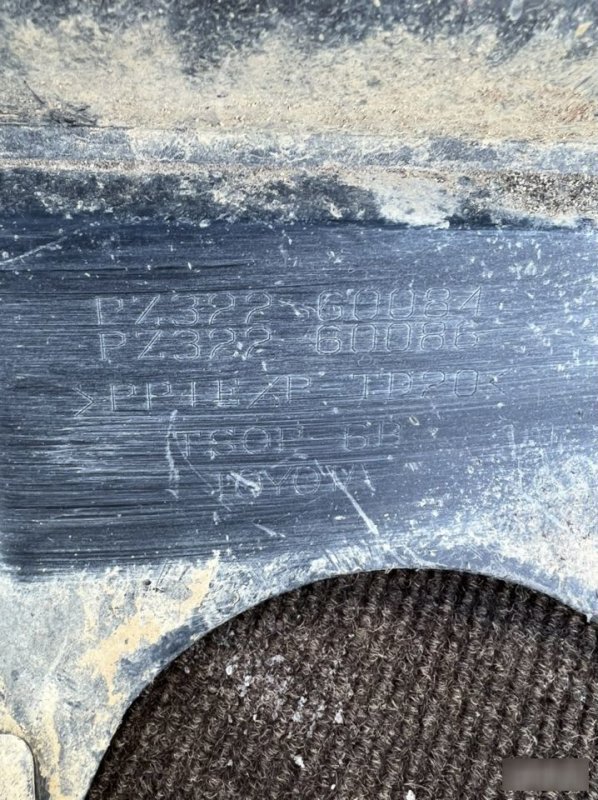 PZ322-60084
PZ322-60086
>PP+E/P-TD20<
(TSOP-6B)
TOYOTA